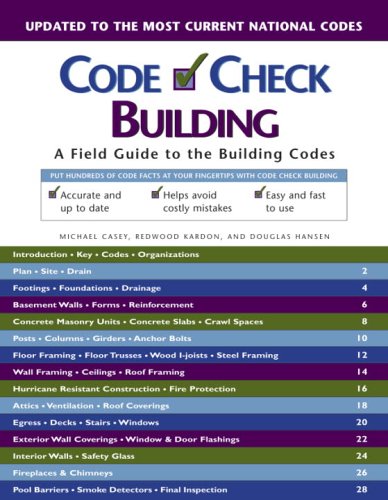 UPDATED TO THE MOST CURRENT NATIONAL CODES
CODE CHECK
BUILDING
A Field Guide to the Building Codes
PUT HUNDREDS OF CODE FACTS AT YOUR FINGERTIPS WITH CODE CHECK BUILDING
Accurate and up to date
Helps avoid costly mistakes
Easy and fast to use
MICHAEL CASEY, REDWOOD KARDON, AND DOUGLAS HANSEN
Introduction • Key • Codes • Organizations
Plan • Site • Drain 2
Footings • Foundations • Drainage 4
Basement Walls • Forms • Reinforcement 6
Concrete Masonry Units • Concrete Slabs • Crawl Spaces 8
Posts • Columns • Girders • Anchor Bolts 10
Floor Framing • Floor Trusses • Wood I-joists • Steel Framing 12
Wall Framing • Ceilings • Roof Framing 14
Hurricane Resistant Construction • Fire Protection 16
Attics • Ventilation • Roof Coverings 18
Egress • Decks • Stairs • Windows 20
Exterior Wall Coverings • Window & Door Flashings 22
Interior Walls • Safety Glass 24
Fireplaces & Chimneys 26
Pool Barriers • Smoke Detectors • Final Inspection 28